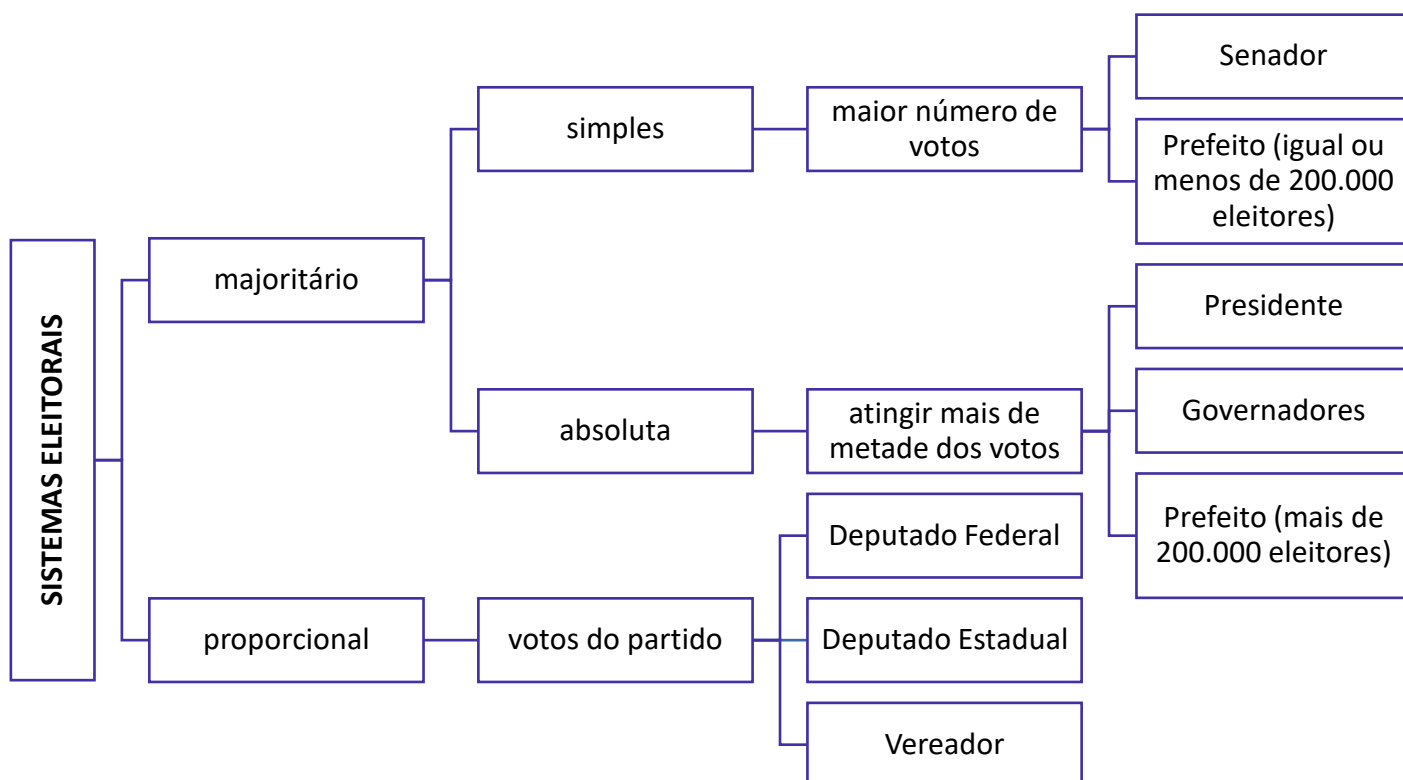 SISTEMAS ELEITORAIS
majoritário
simples
maior número de
votos
Senador
Prefeito (igual ou
menos de 200.000
eleitores)
absoluta
atingir mais de
metade dos votos
Presidente
Governadores
Prefeito (mais de
200.000 eleitores)
proporcional
votos do partido
Deputado Federal
Deputado Estadual
Vereador